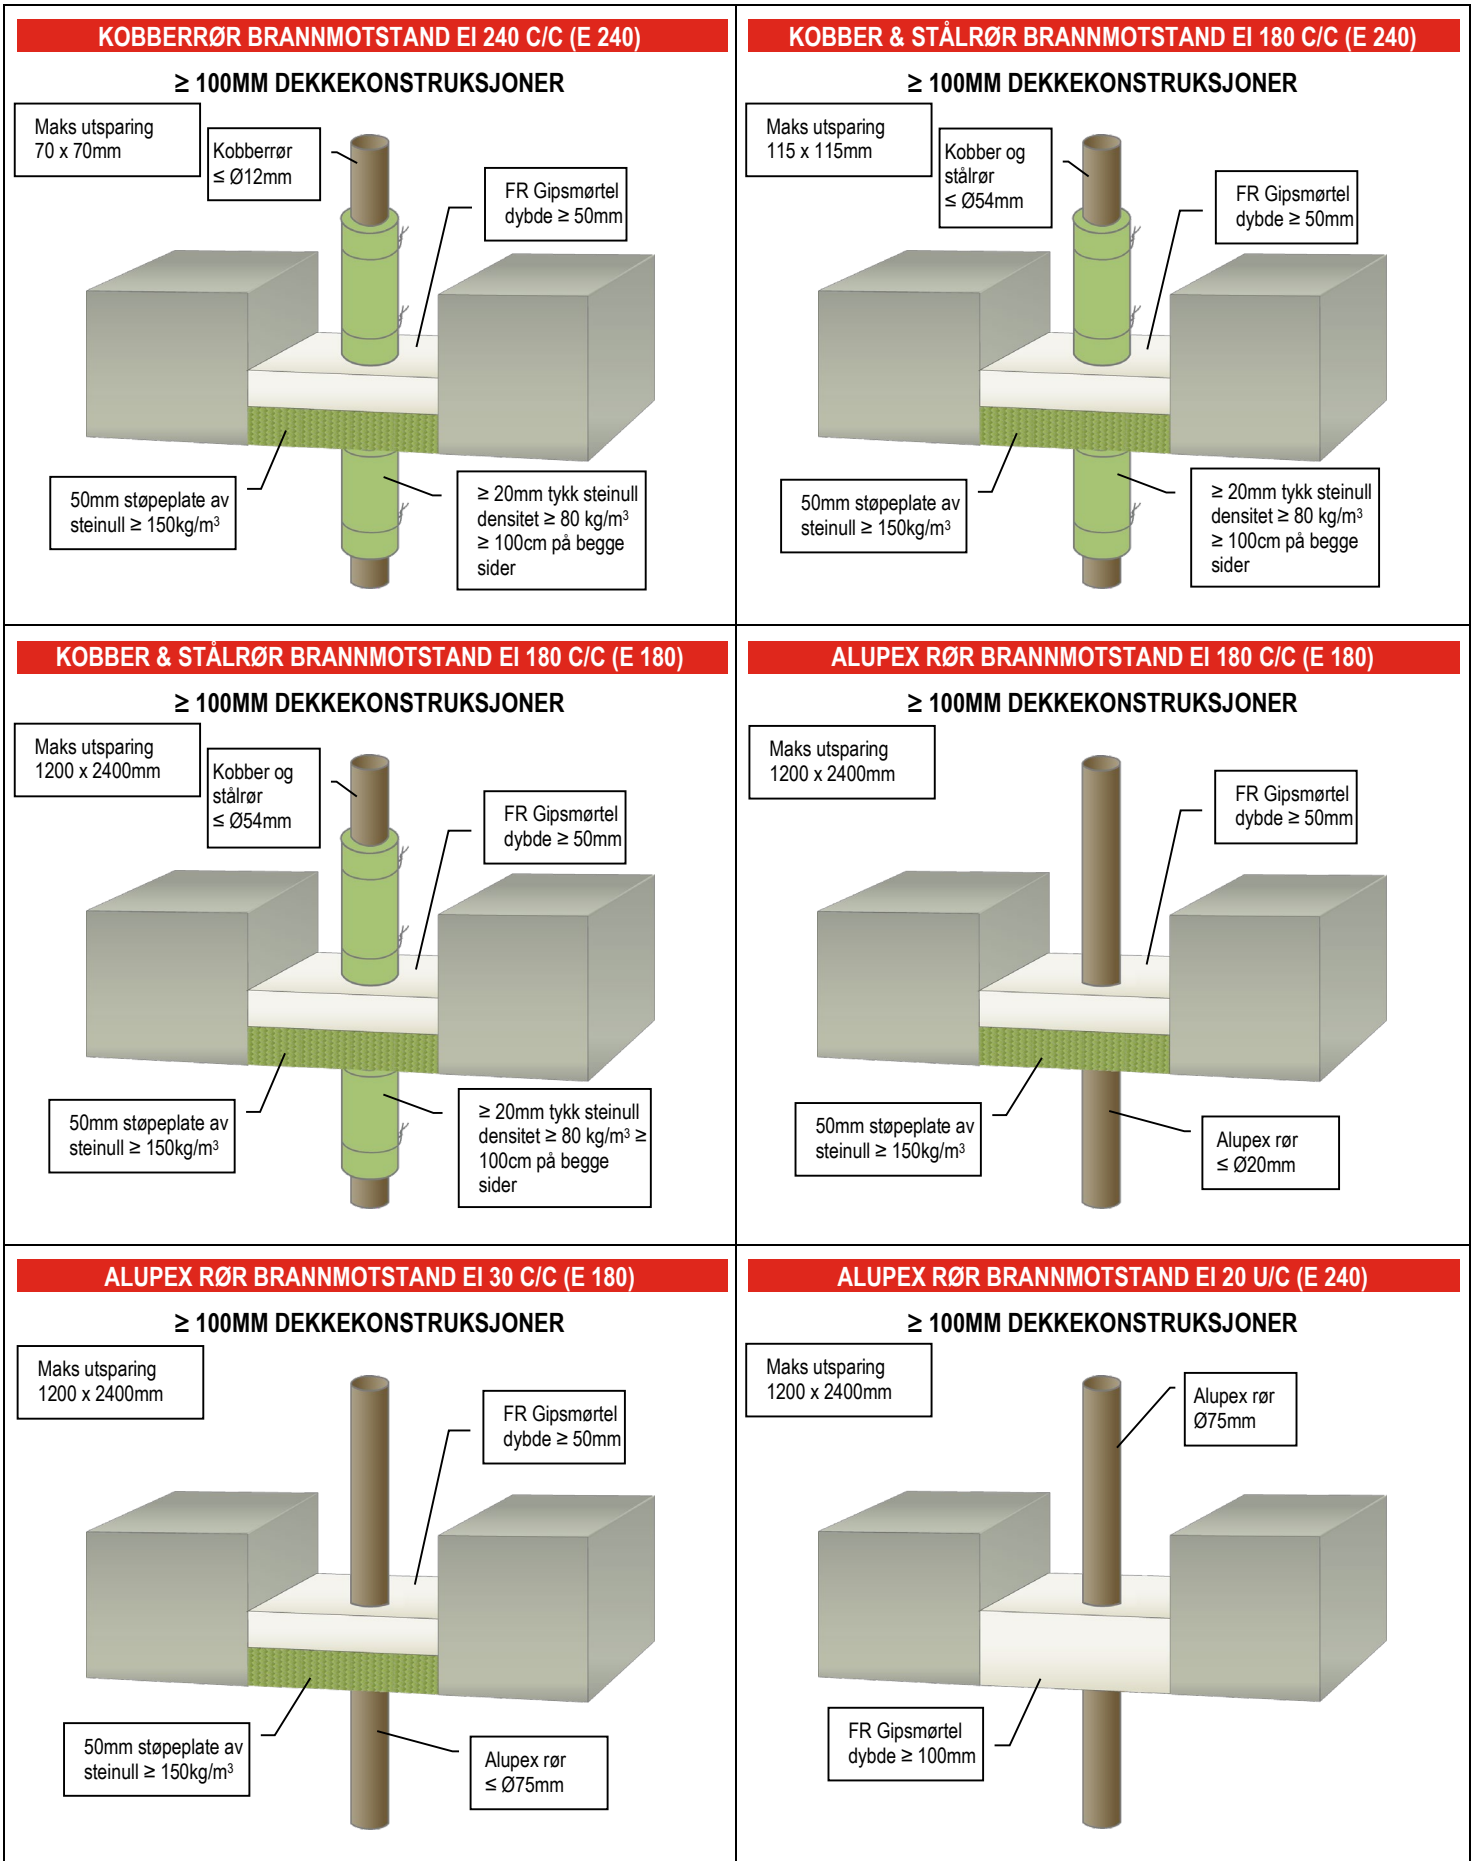 KOBBERRØR BRANNMOTSTAND EI 240 C/C (E 240)
≥ 100MM DEKKEKONSTRUKSJONER
Maks utsparing
70 x 70mm
Kobberrør
≤ Ø12mm
FR Gipsmørtel
dybde ≥ 50mm
50mm støpeplate av
steinull ≥ 150kg/m³
≥ 20mm tykk steinull
densitet ≥ 80 kg/m³
≥ 100cm på begge
sider
KOBBER & STÅLRØR BRANNMOTSTAND EI 180 C/C (E 240)
≥ 100MM DEKKEKONSTRUKSJONER
Maks utsparing
115 x 115mm
Kobber og
stålrør
≤ Ø54mm
FR Gipsmørtel
dybde ≥ 50mm
50mm støpeplate av
steinull ≥ 150kg/m³
≥ 20mm tykk steinull
densitet ≥ 80 kg/m³
≥ 100cm på begge
sider
KOBBER & STÅLRØR BRANNMOTSTAND EI 180 C/C (E 180)
≥ 100MM DEKKEKONSTRUKSJONER
Maks utsparing
1200 x 2400mm
Kobber og
stålrør
≤ Ø54mm
FR Gipsmørtel
dybde ≥ 50mm
50mm støpeplate av
steinull ≥ 150kg/m³
≥ 20mm tykk steinull
densitet ≥ 80 kg/m³ ≥
100cm på begge
sider
ALUPEX RØR BRANNMOTSTAND EI 180 C/C (E 180)
≥ 100MM DEKKEKONSTRUKSJONER
Maks utsparing
1200 x 2400mm
FR Gipsmørtel
dybde ≥ 50mm
50mm støpeplate av
steinull ≥ 150kg/m³
Alupex rør
≤ Ø20mm
ALUPEX RØR BRANNMOTSTAND EI 30 C/C (E 180)
≥ 100MM DEKKEKONSTRUKSJONER
Maks utsparing
1200 x 2400mm
FR Gipsmørtel
dybde ≥ 50mm
50mm støpeplate av
steinull ≥ 150kg/m³
Alupex rør
≤ Ø75mm
ALUPEX RØR BRANNMOTSTAND EI 20 U/C (E 240)
≥ 100MM DEKKEKONSTRUKSJONER
Maks utsparing
1200 x 2400mm
Alupex rør
Ø75mm
FR Gipsmørtel
dybde ≥ 100mm